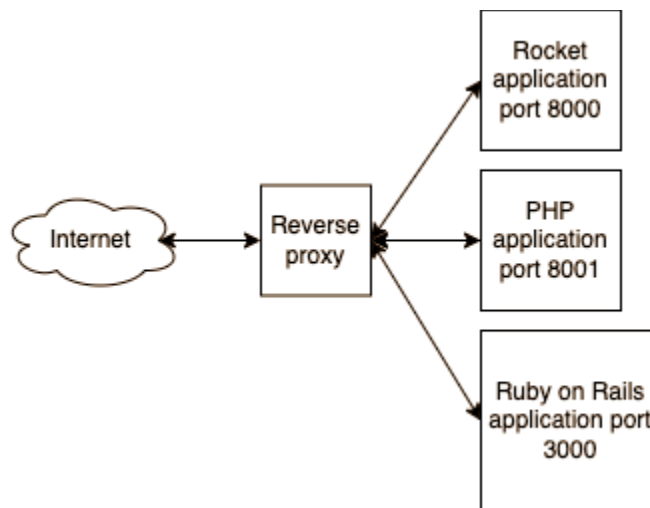 Rocket
application
port 8000
Internet
Reverse
proxy
PHP
application
port 8001
Ruby on Rails
application port
3000